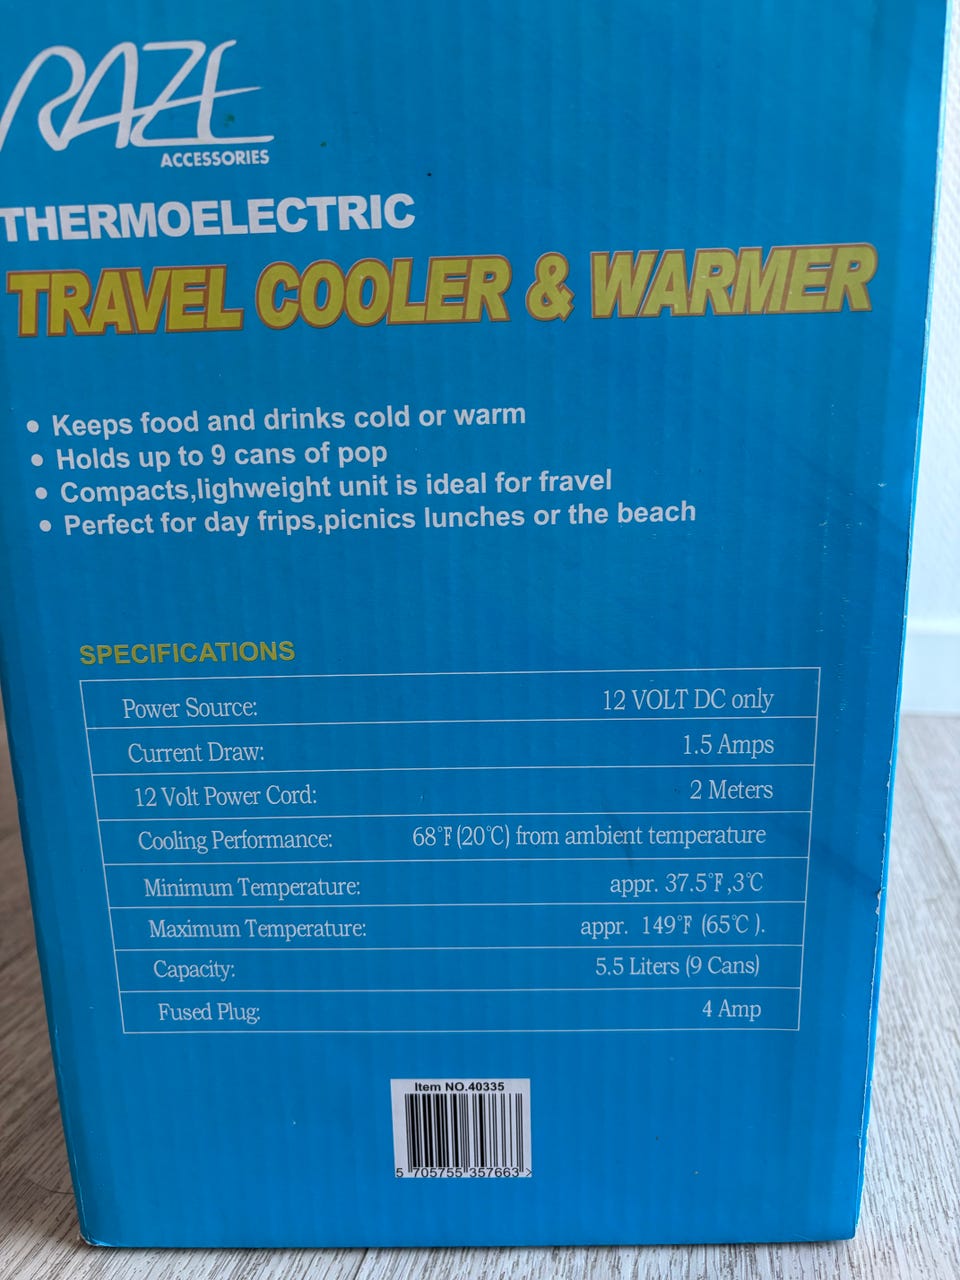 RAZE
ACCESSORIES
THERMOELECTRIC
TRAVEL COOLER & WARMER
• Keeps food and drinks cold or warm
• Holds up to 9 cans of pop
• Compacts,lighweight unit is ideal for fravel
• Perfect for day frips,picnics lunches or the beach
SPECIFICATIONS
Power Source: 12 VOLT DC only
Current Draw: 1.5 Amps
12 Volt Power Cord: 2 Meters
Cooling Performance: 68°F (20°C) from ambient temperature
Minimum Temperature: appr. 37.5°F,3°C
Maximum Temperature: appr. 149°F (65°C ).
Capacity: 5.5 Liters (9 Cans)
Fused Plug: 4 Amp
Item NO.40335
5 705755 357663 >